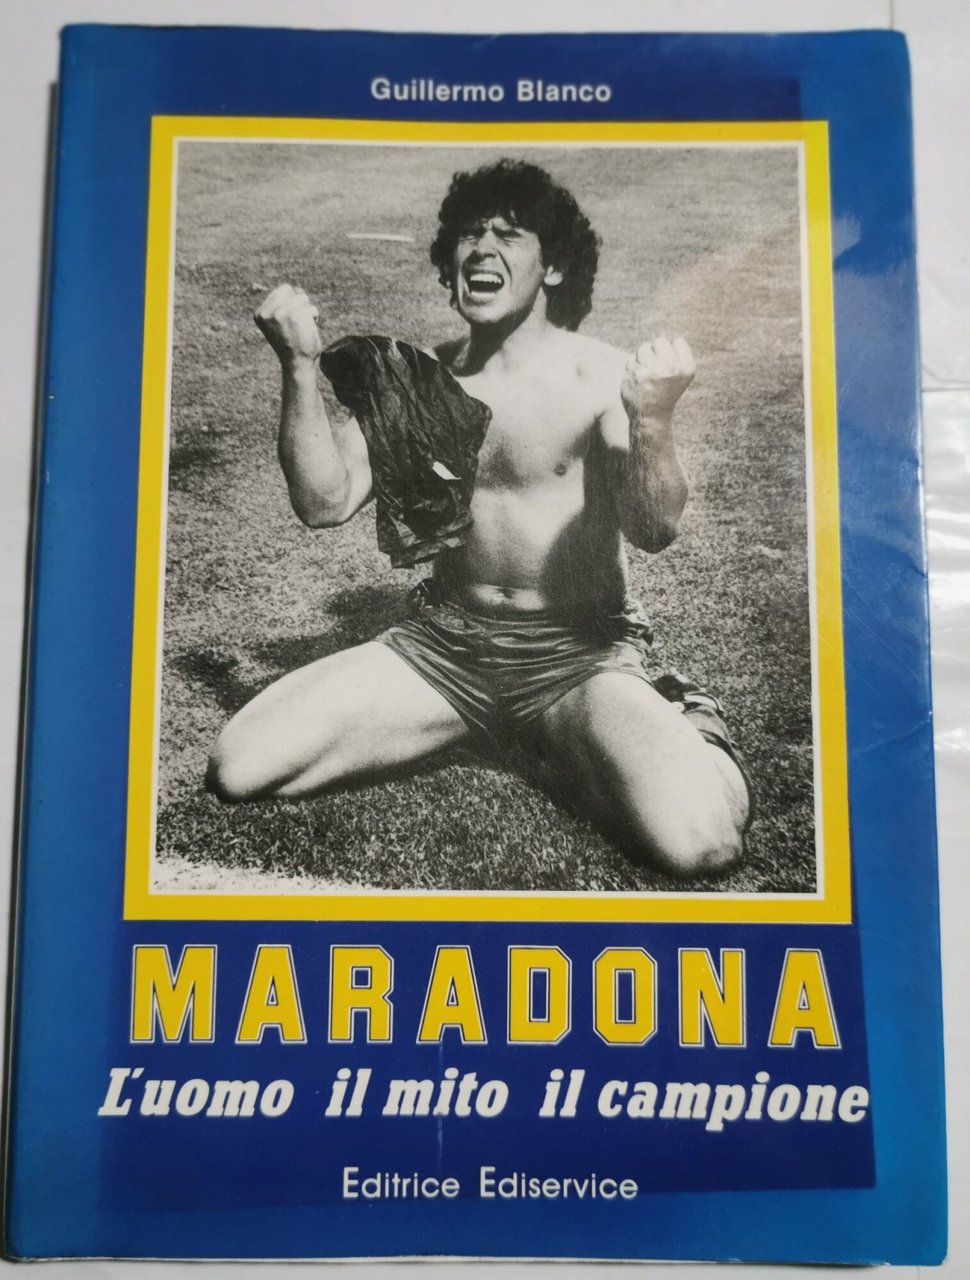 Guillermo Blanco
MARADONA
L'uomo il mito il campione
Editrice Ediservice